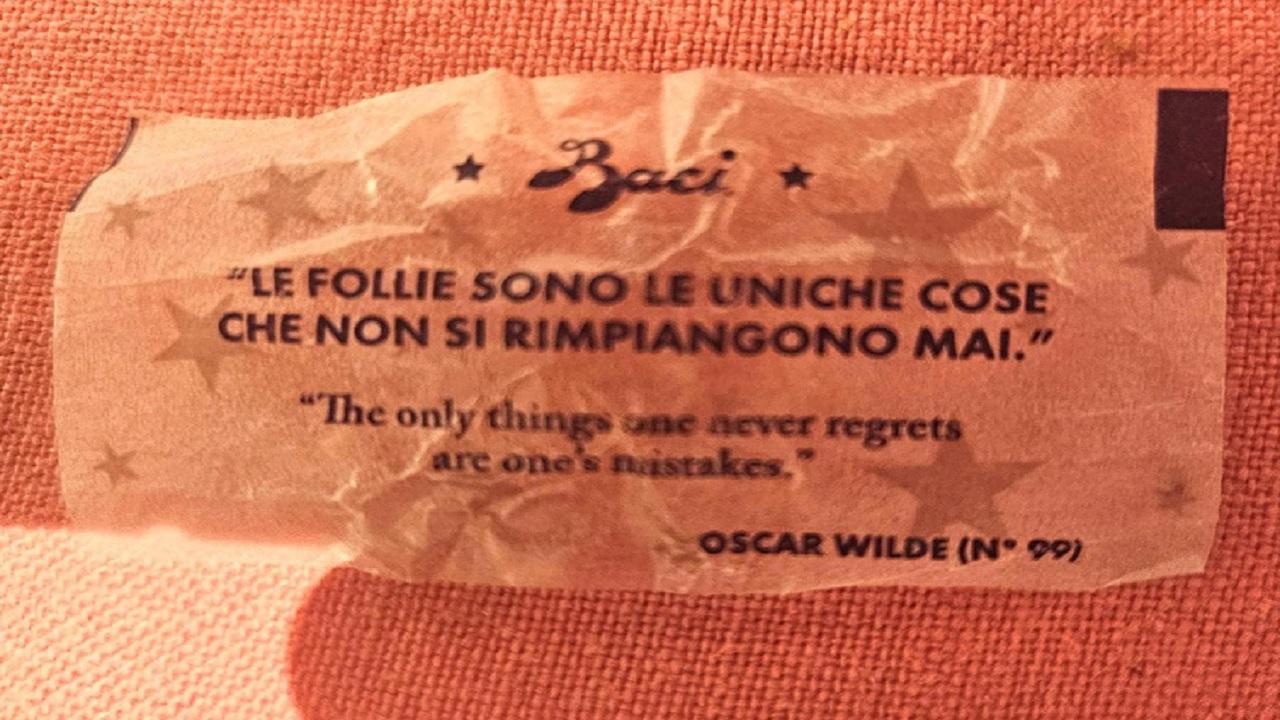 Baci
“LE FOLLIE SONO LE UNICHE COSE
CHE NON SI RIMPIANGONO MAI.”
“The only things one never regrets
are one's mistakes.”
OSCAR WILDE (N° 99)